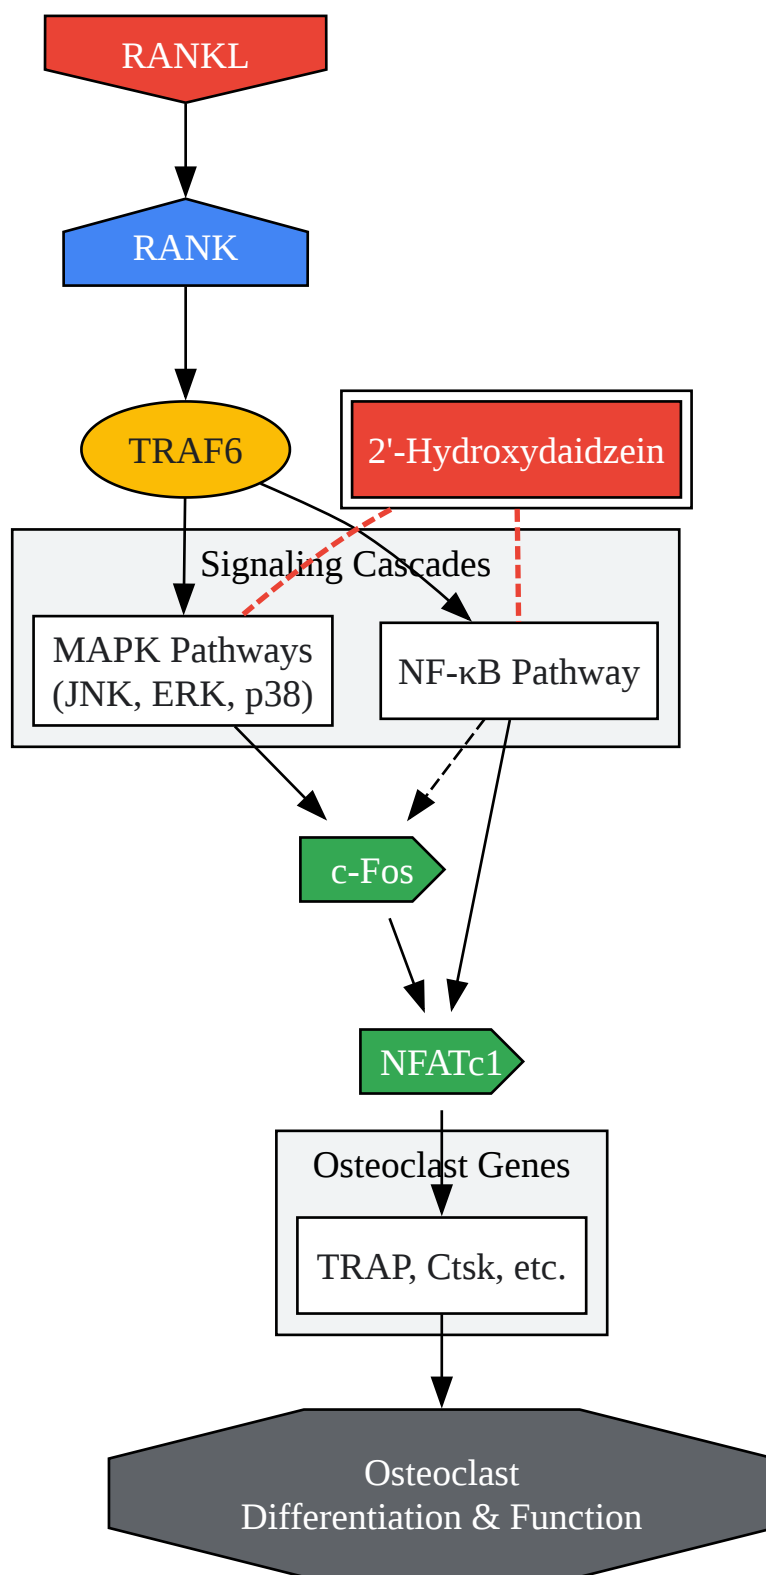 RANKL
RANK
TRAF6
2'-Hydroxydaidzein
Signaling Cascades
MAPK Pathways
(JNK, ERK, p38)
NF-κB Pathway
c-Fos
NFATc1
Osteoclast Genes
TRAP, Ctsk, etc.
Osteoclast
Differentiation & Function